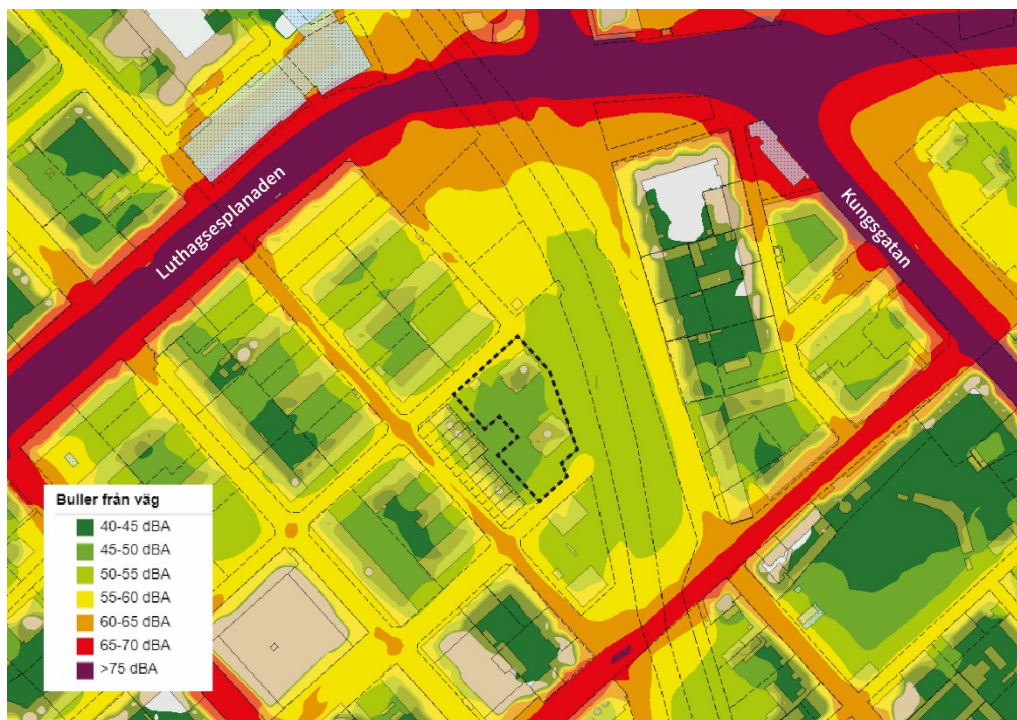 Luthagsesplanaden
Kungsgatan
Buller från väg
40-45 dBA
45-50 dBA
50-55 dBA
55-60 dBA
60-65 dBA
65-70 dBA
>75 dBA